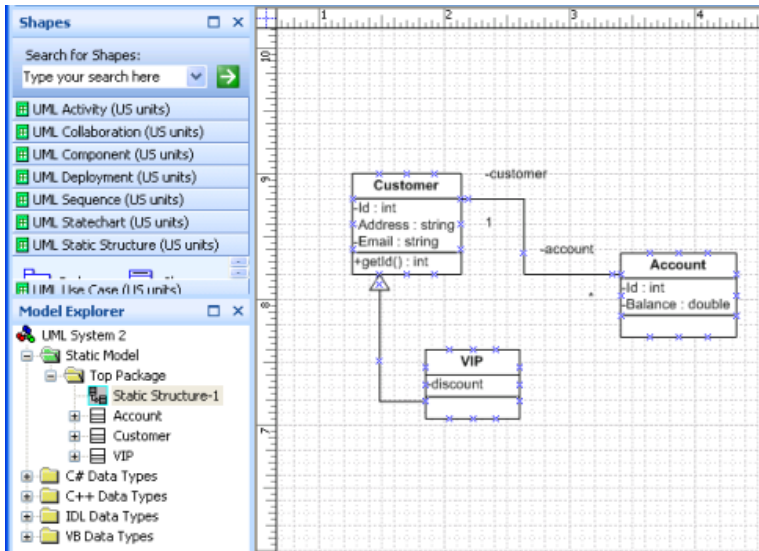 Shapes
Search for Shapes:
Type your search here
UML Activity (US units)
UML Collaboration (US units)
UML Component (US units)
UML Deployment (US units)
UML Sequence (US units)
UML Statechart (US units)
UML Static Structure (US units)
UML Use Case (US units)
Model Explorer
UML System 2
Static Model
Top Package
Static Structure-1
Account
Customer
VIP
C# Data Types
C++ Data Types
IDL Data Types
VB Data Types
1 2 3 4
10
9
8
7
Customer
-Id : int
-Address : string
-Email : string
+getId() : int
-customer
1
-account
*
Account
-Id : int
-Balance : double
VIP
-discount